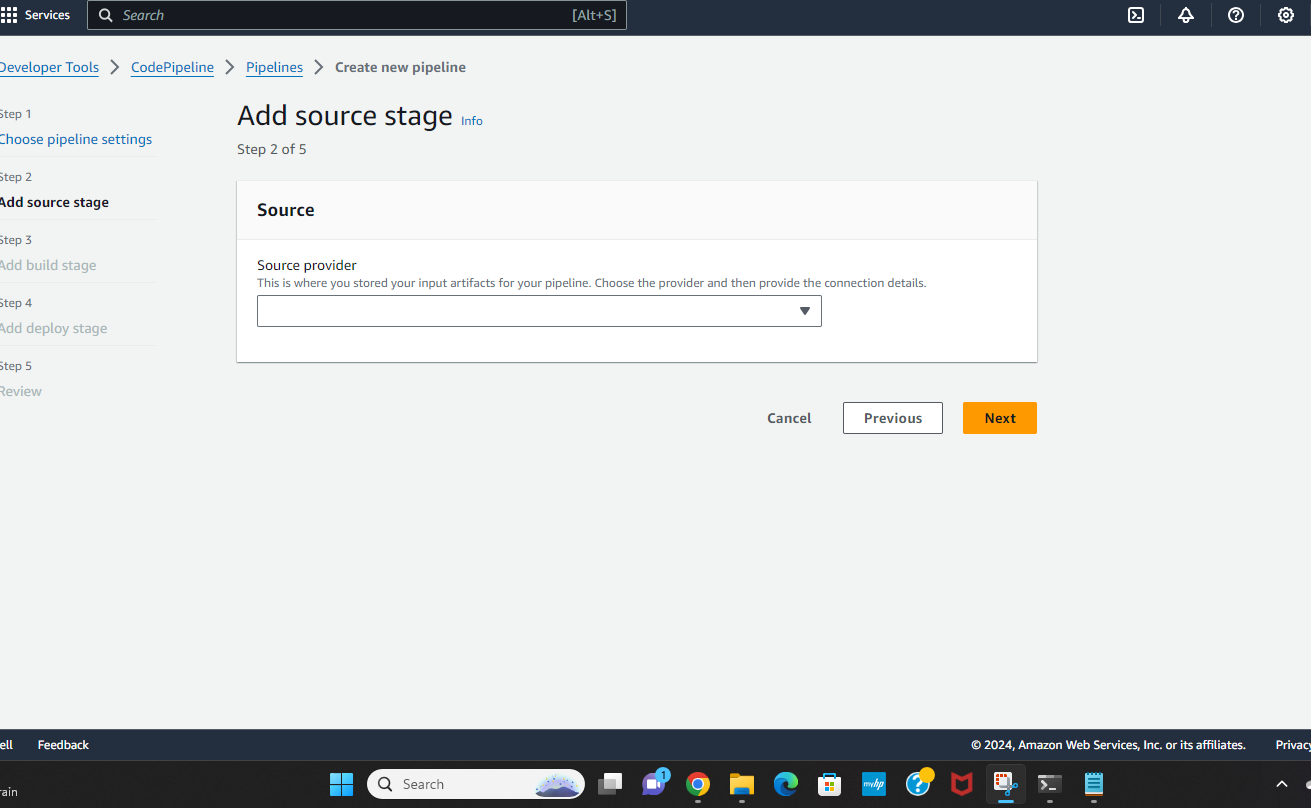 Services
Search
[Alt+S]
Developer Tools
CodePipeline
Pipelines
Create new pipeline
Step 1
Choose pipeline settings
Step 2
Add source stage
Step 3
Add build stage
Step 4
Add deploy stage
Step 5
Review
Add source stage Info
Step 2 of 5
Source
Source provider
This is where you stored your input artifacts for your pipeline. Choose the provider and then provide the connection details.
Cancel
Previous
Next
ell
Feedback
© 2024, Amazon Web Services, Inc. or its affiliates.
Privacy
rain
Search
1
myhp